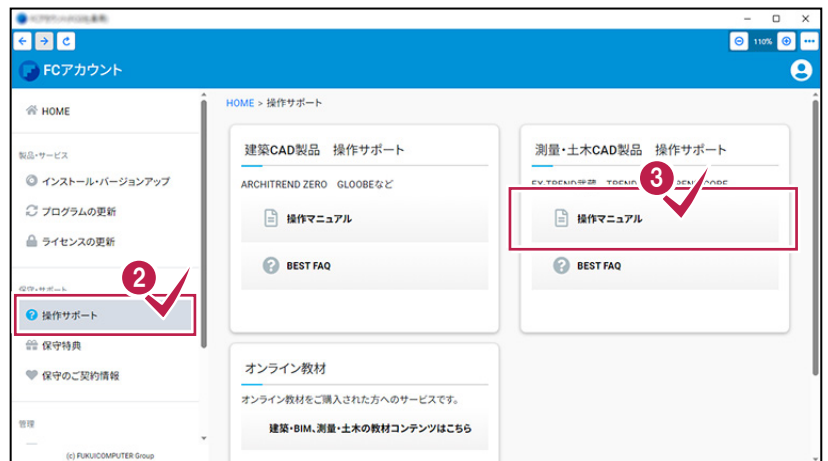 110%
FCアカウント
HOME
製品・サービス
インストール・バージョンアップ
プログラムの更新
ライセンスの更新
2
操作サポート
保守特典
保守のご契約情報
管理
(c) FUKUICOMPUTER Group
HOME > 操作サポート
建築CAD製品 操作サポート
ARCHITREND ZERO GLOOBEなど
操作マニュアル
BEST FAQ
測量・土木CAD製品 操作サポート
3
操作マニュアル
BEST FAQ
オンライン教材
オンライン教材をご購入された方へのサービスです。
建築・BIM、測量・土木の教材コンテンツはこちら